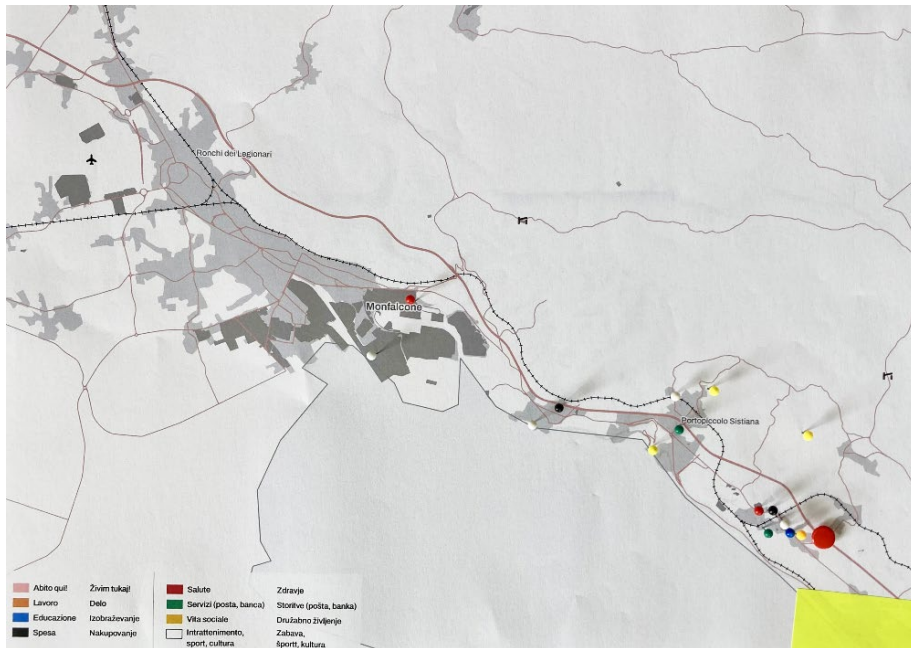 Ronchi dei Legionari
Monfalcone
Portopiccolo Sistiana
Abito qui! Živim tukaj!
Lavoro Delo
Educazione Izobraževanje
Spesa Nakupovanje
Salute Zdravje
Servizi (posta, banca) Storitve (pošta, banka)
Vita sociale Družabno življenje
Intrattenimento, Zabava,
sport, cultura športt, kultura